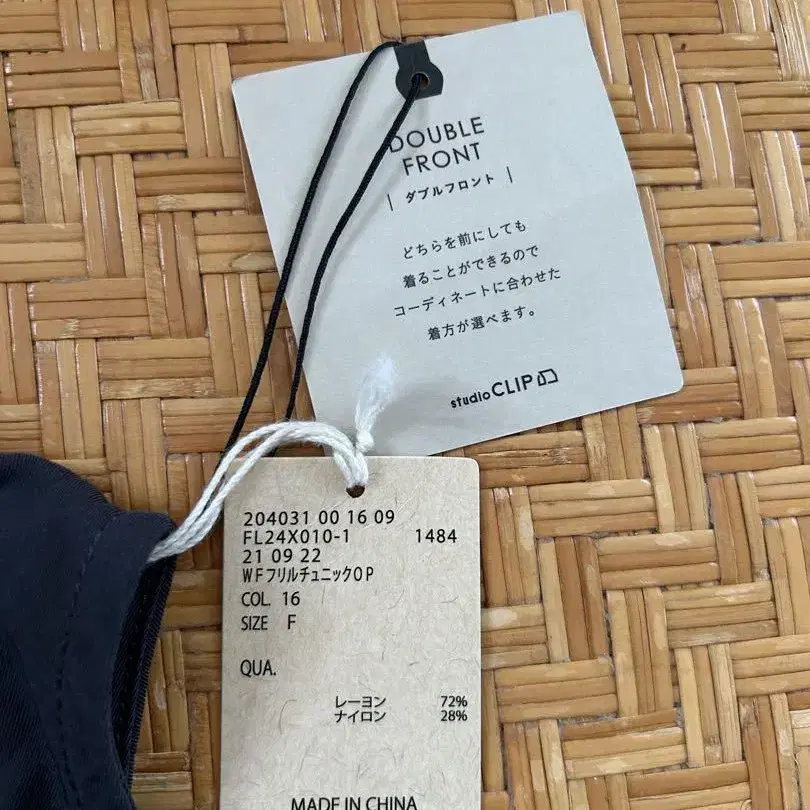 DOUBLE
FRONT
| ダブルフロント |
どちらを前にしても
着ることができるので
コーディネートに合わせた
着方が選べます。
studio CLIP
204031 00 16 09
FL24X010-1 1484
21 09 22
WFフリルチュニックOP
COL. 16
SIZE F
QUA.
レーヨン 72%
ナイロン 28%
MADE IN CHINA